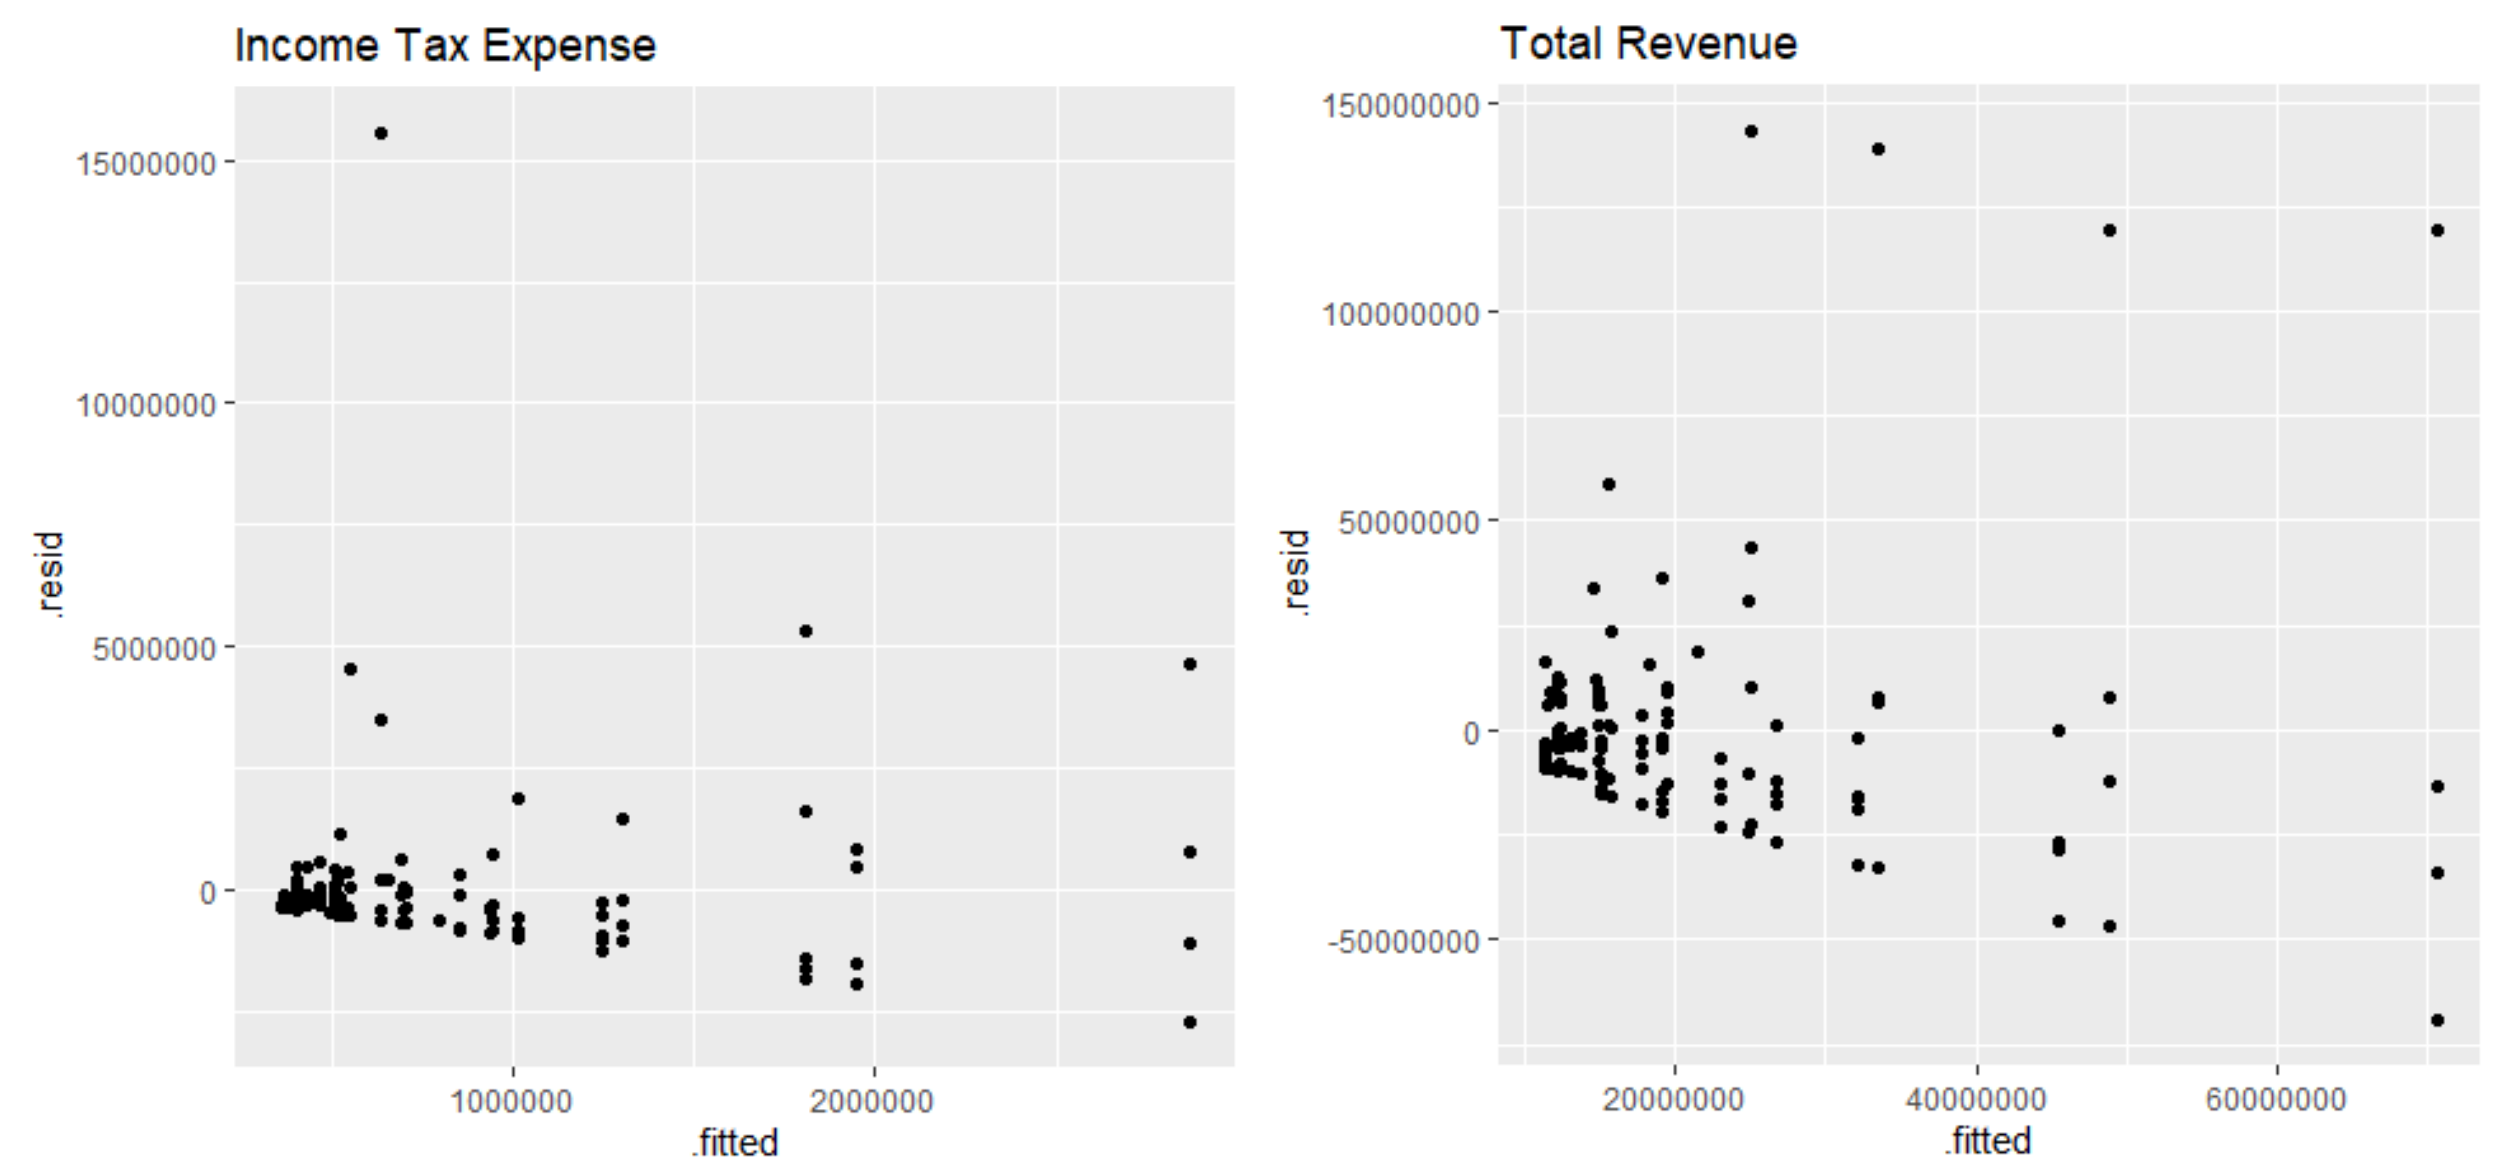 Income Tax Expense
15000000
10000000
5000000
0
.resid
1000000 2000000
.fitted
Total Revenue
150000000
100000000
50000000
0
-50000000
.resid
20000000 40000000 60000000
.fitted